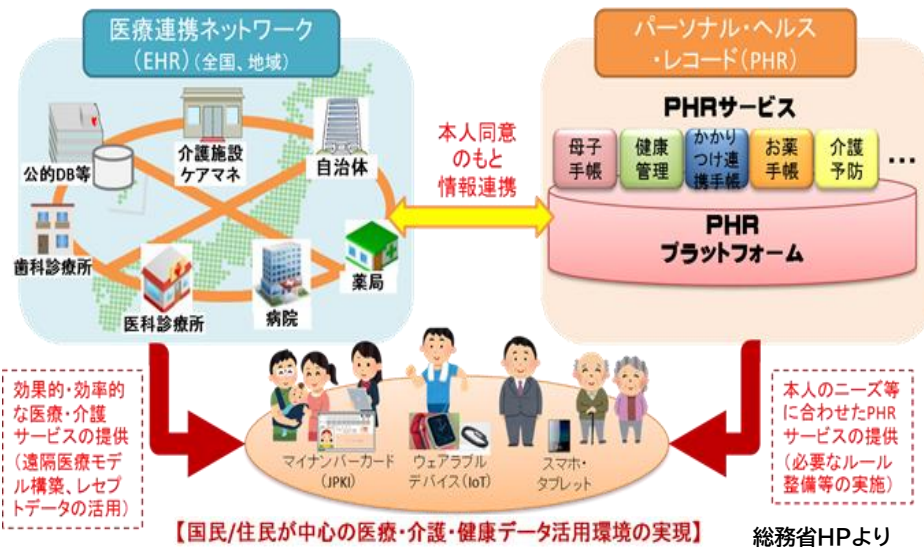 医療連携ネットワーク
（EHR）（全国、地域）
公的DB等
介護施設
ケアマネ
自治体
歯科診療所
医科診療所
病院
薬局
本人同意
のもと
情報連携
パーソナル・ヘルス
・レコード（PHR）
PHRサービス
母子
手帳
健康
管理
かかり
つけ連
携手帳
お薬
手帳
介護
予防
…
PHR
プラットフォーム
効果的・効率的
な医療・介護
サービスの提供
（遠隔医療モデ
ル構築、レセプ
トデータの活用）
マイナンバーカード
（JPKI）
ウェアラブル
デバイス（IoT）
スマホ・
タブレット
本人のニーズ等
に合わせたPHR
サービスの提供
（必要なルール
整備等の実施）
【国民/住民が中心の医療・介護・健康データ活用環境の実現】
総務省HPより